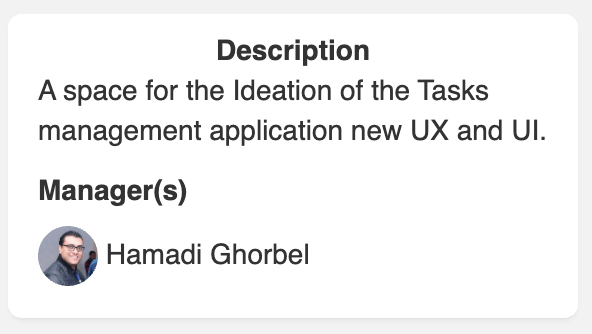 Description
A space for the Ideation of the Tasks
management application new UX and UI.
Manager(s)
Hamadi Ghorbel